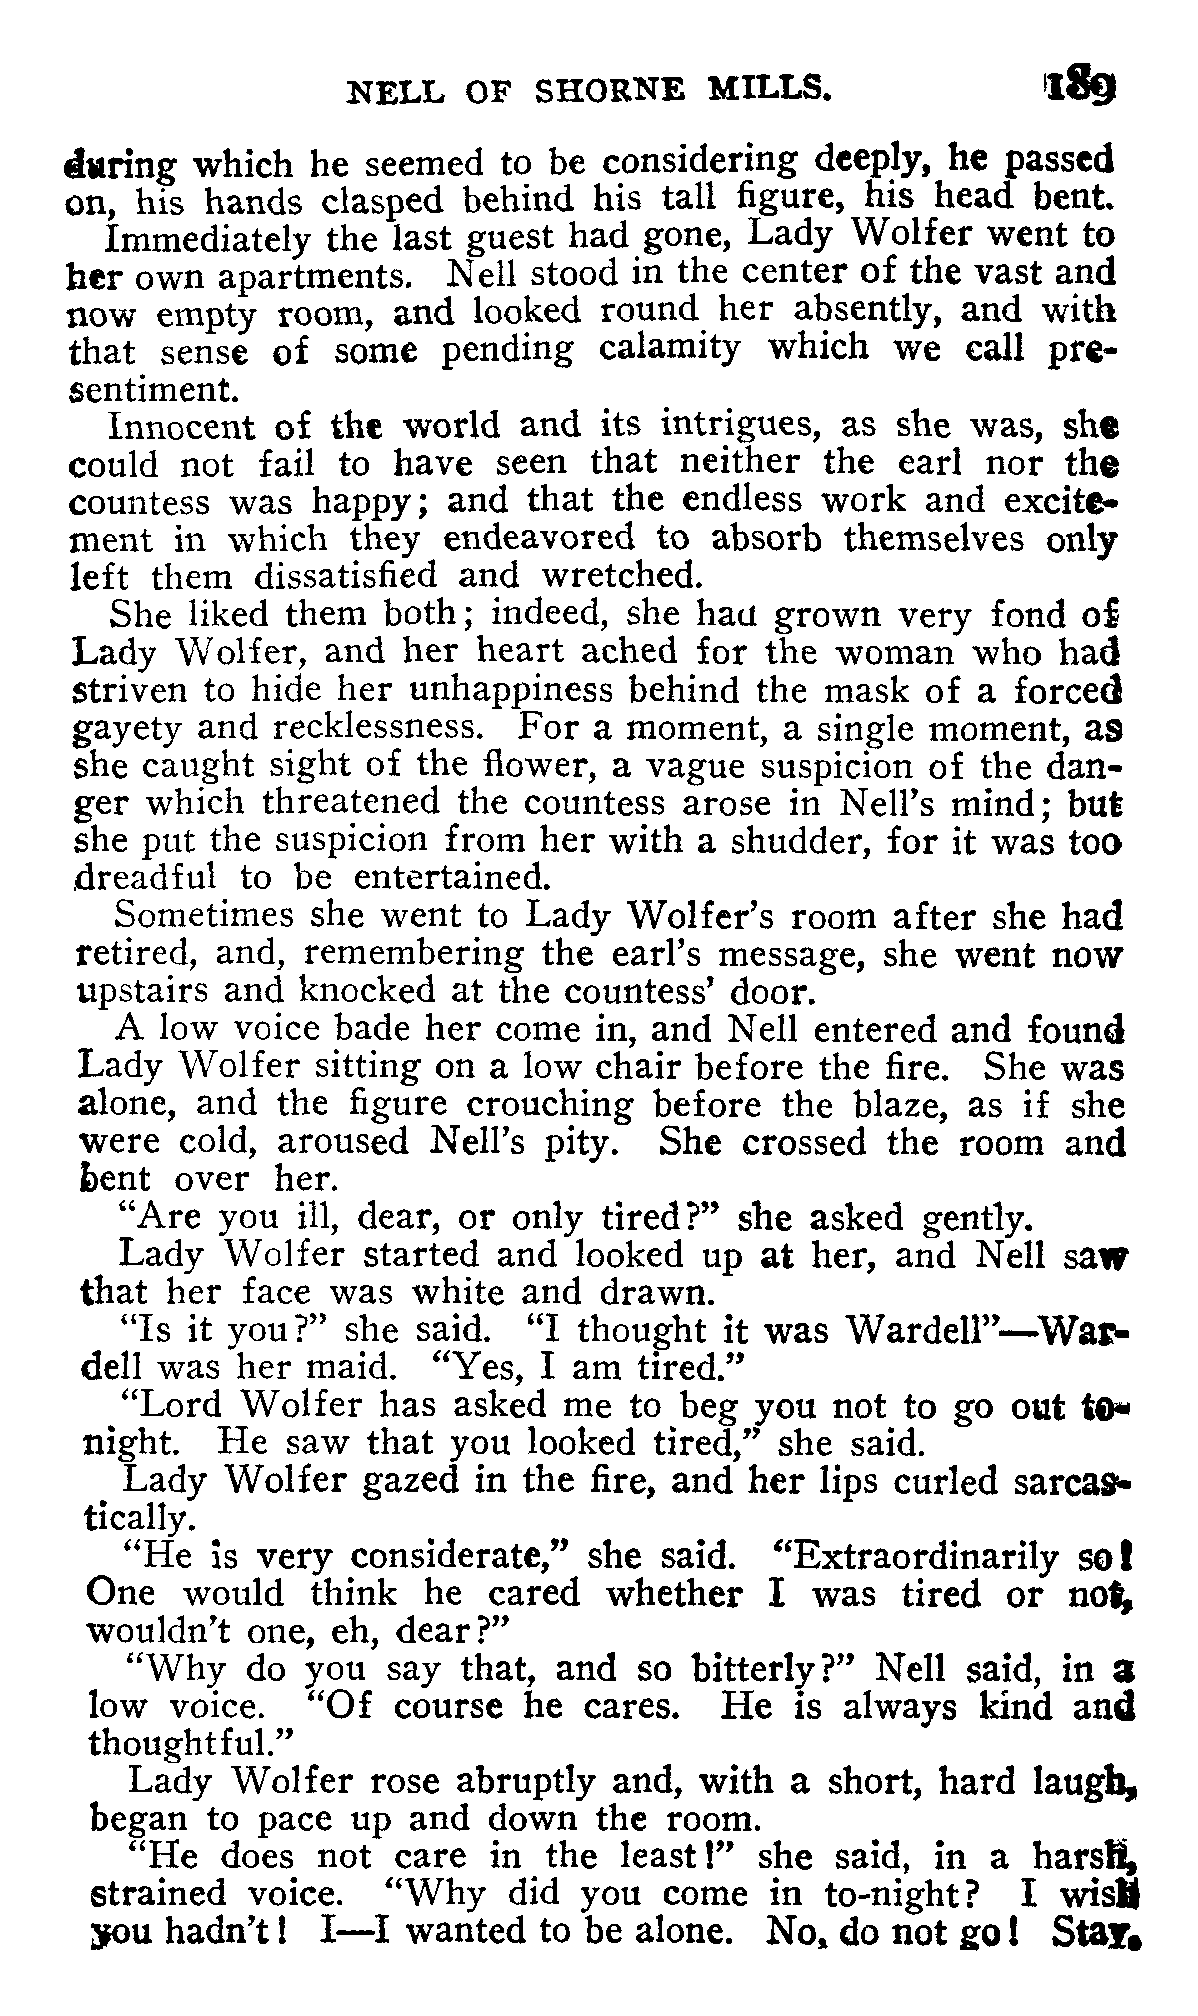 NELL OF SHORNE MILLS. 189
during which he seemed to be considering deeply, he passed
on, his hands clasped behind his tall figure, his head bent.
Immediately the last guest had gone, Lady Wolfer went to
her own apartments. Nell stood in the center of the vast and
now empty room, and looked round her absently, and with
that sense of some pending calamity which we call pre-
sentiment.
Innocent of the world and its intrigues, as she was, she
could not fail to have seen that neither the earl nor the
countess was happy; and that the endless work and excite-
ment in which they endeavored to absorb themselves only
left them dissatisfied and wretched.
She liked them both; indeed, she had grown very fond of
Lady Wolfer, and her heart ached for the woman who had
striven to hide her unhappiness behind the mask of a forced
gayety and recklessness. For a moment, a single moment, as
she caught sight of the flower, a vague suspicion of the dan-
ger which threatened the countess arose in Nell's mind; but
she put the suspicion from her with a shudder, for it was too
dreadful to be entertained.
Sometimes she went to Lady Wolfer's room after she had
retired, and, remembering the earl's message, she went now
upstairs and knocked at the countess' door.
A low voice bade her come in, and Nell entered and found
Lady Wolfer sitting on a low chair before the fire. She was
alone, and the figure crouching before the blaze, as if she
were cold, aroused Nell's pity. She crossed the room and
bent over her.
"Are you ill, dear, or only tired?" she asked gently.
Lady Wolfer started and looked up at her, and Nell saw
that her face was white and drawn.
"Is it you?" she said. "I thought it was Wardell"—War-
dell was her maid. "Yes, I am tired."
"Lord Wolfer has asked me to beg you not to go out to-
night. He saw that you looked tired," she said.
Lady Wolfer gazed in the fire, and her lips curled sarcas-
tically.
"He is very considerate," she said. "Extraordinarily so!
One would think he cared whether I was tired or not,
wouldn't one, eh, dear?"
"Why do you say that, and so bitterly?" Nell said, in a
low voice. "Of course he cares. He is always kind and
thoughtful."
Lady Wolfer rose abruptly and, with a short, hard laugh,
began to pace up and down the room.
"He does not care in the least!" she said, in a harsh,
strained voice. "Why did you come in to-night? I wish
you hadn't! I—I wanted to be alone. No, do not go! Stay.